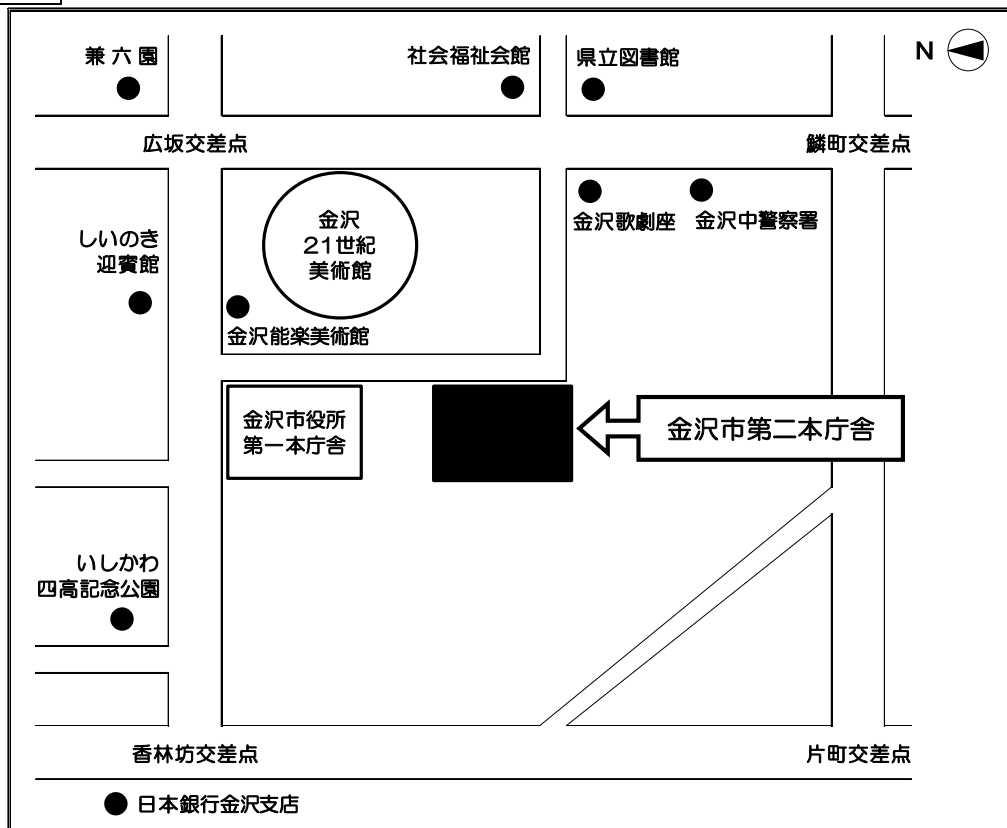 兼六園
社会福祉会館
県立図書館
N
広坂交差点
鱗町交差点
しいのき
迎賓館
金沢
21世紀
美術館
金沢歌劇座
金沢中警察署
金沢能楽美術館
金沢市役所
第一本庁舎
金沢市第二本庁舎
いしかわ
四高記念公園
香林坊交差点
片町交差点
日本銀行金沢支店